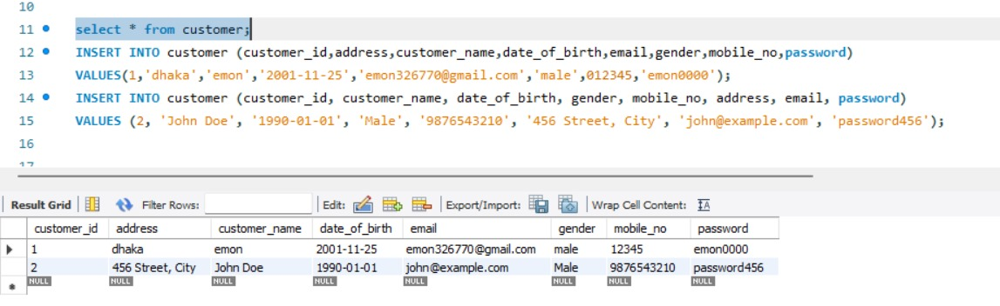 10
11 select * from customer;
12 INSERT INTO customer (customer_id,address,customer_name,date_of_birth,email,gender,mobile_no,password)
13 VALUES(1,'dhaka','emon','2001-11-25','emon326770@gmail.com','male',012345,'emon0000');
14 INSERT INTO customer (customer_id, customer_name, date_of_birth, gender, mobile_no, address, email, password)
15 VALUES (2, 'John Doe', '1990-01-01', 'Male', '9876543210', '456 Street, City', 'john@example.com', 'password456');
16
17
Result Grid Filter Rows: Edit: Export/Import: Wrap Cell Content:
customer_id address customer_name date_of_birth email gender mobile_no password
1 dhaka emon 2001-11-25 emon326770@gmail.com male 12345 emon0000
2 456 Street, City John Doe 1990-01-01 john@example.com Male 9876543210 password456
NULL NULL NULL NULL NULL NULL NULL NULL